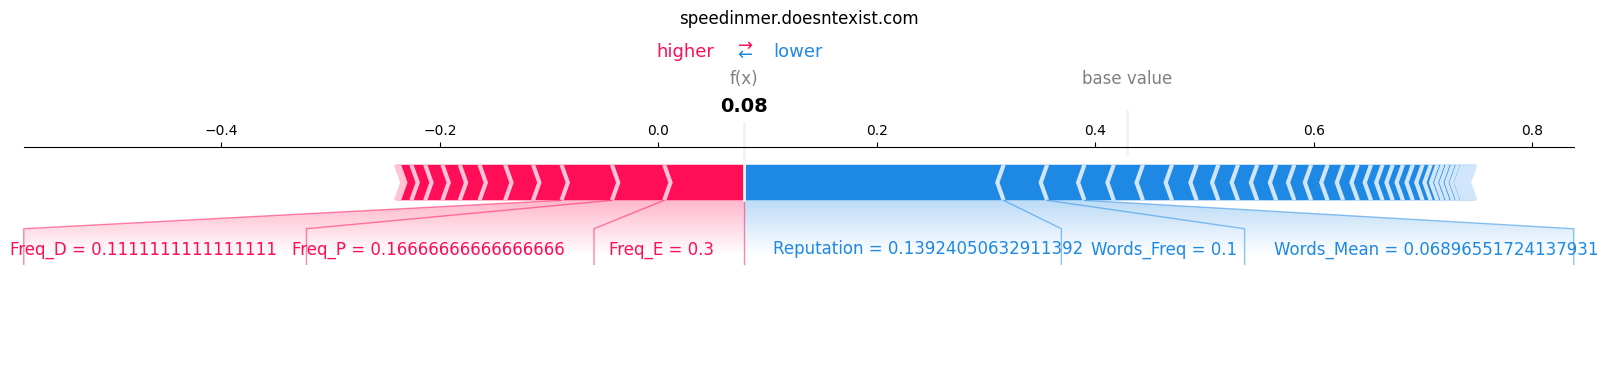 speedinmer.doesntexist.com
higher ⇄ lower
f(x) base value
0.08
−0.4 −0.2 0.0 0.2 0.4 0.6 0.8
Freq_D = 0.1111111111111111 Freq_P = 0.16666666666666666 Freq_E = 0.3 Reputation = 0.13924050632911392 Words_Freq = 0.1 Words_Mean = 0.06896551724137931